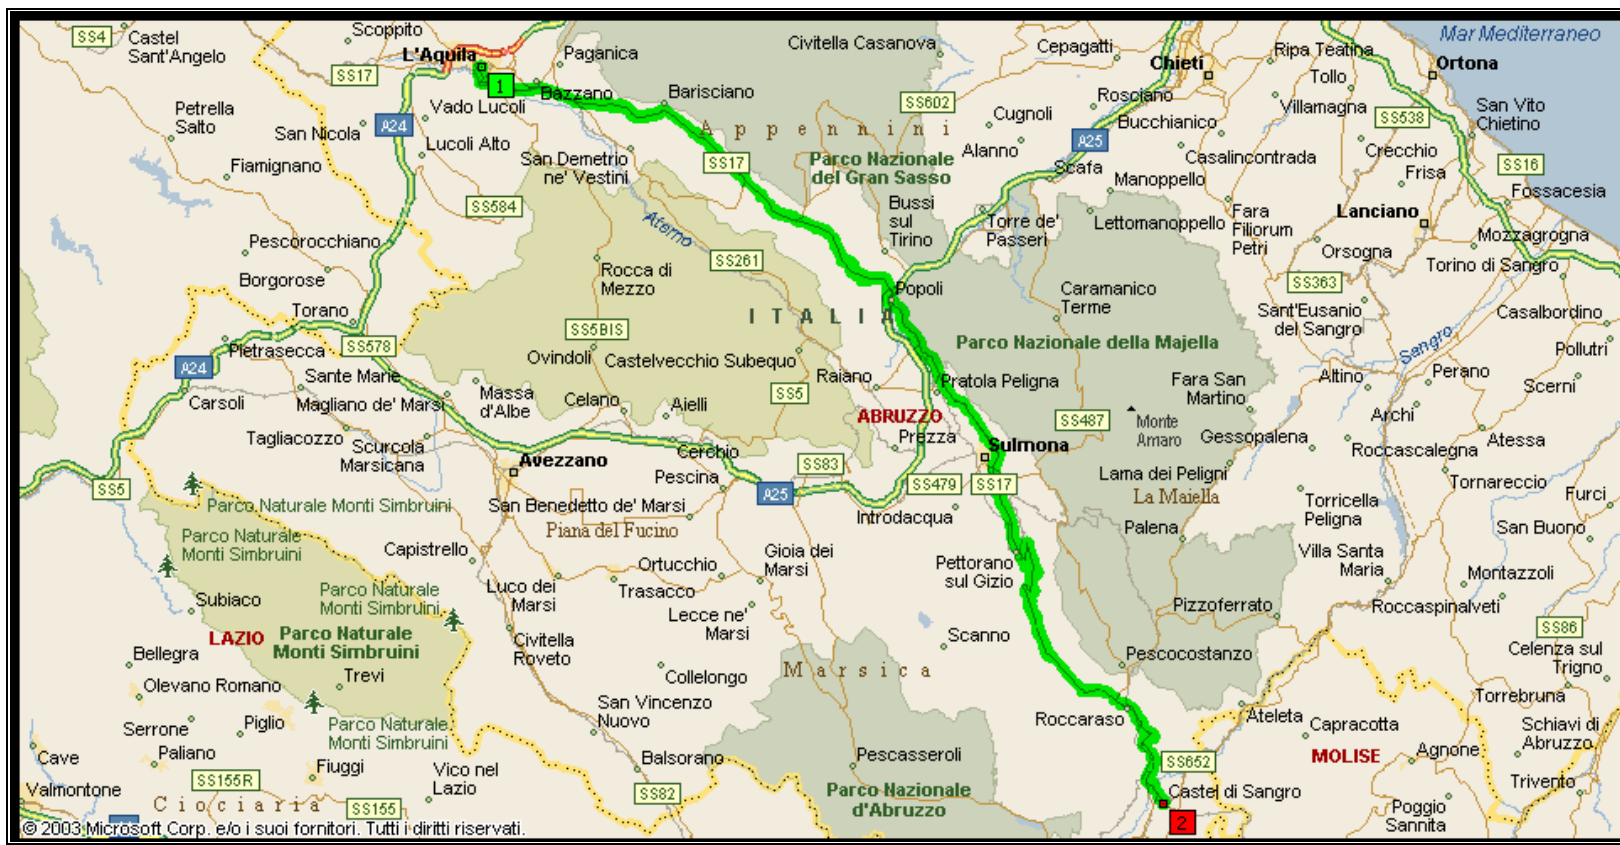 SS4
Castel
Sant'Angelo
Scoppito
L'Aquila
Paganica
Civitella Casanova
Cepagatti
Chieti
Ripa Teatina
Mar Mediterraneo
Ortona
Tollo
SS17
1
Bazzano
Barisciano
SS602
Rosciano
Villamagna
San Vito
Chietino
Petrella
Salto
Vado Lucoli
A24
San Nicola
Cugnoli
Bucchianico
SS538
Appennini
Lucoli Alto
A25
Alanno
Crecchio
Fiamignano
San Demetrio
ne' Vestini
SS17
Parco Nazionale
del Gran Sasso
Scafa
Casalincontrada
Frisa
SS16
Manoppello
Fossacesia
SS584
Bussi
sul
Tirino
Torre de'
Passeri
Lettomanoppello
Fara
Filiorum
Petri
Lanciano
Aterno
Pescorocchiano
Mozzagrogna
Orsogna
Borgorose
Rocca di
Mezzo
SS261
Torino di Sangro
SS363
Popoli
Caramanico
Terme
Torano
ITALIA
Sant'Eusanio
del Sangro
Casalbordino
SS5BIS
SS578
Pietrasecca
Parco Nazionale della Majella
Sangro
Pollutri
A24
Ovindoli
Castelvecchio Subequo
Sante Marie
Raiano
Pratola Peligna
Fara San
Martino
Altino
Perano
Scerni
Carsoli
Magliano de' Marsi
Massa
d'Albe
Celano
Aielli
SS5
ABRUZZO
SS487
Monte
Amaro
Archi
Tagliacozzo
Scurcola
Marsicana
Prezza
Sulmona
Gessopalena
Atessa
Cerchio
Roccascalegna
Avezzano
SS83
Lama dei Peligni
Tornareccio
SS5
Pescina
A25
SS479
SS17
La Maiella
Torricella
Peligna
Furci
Parco Naturale Monti Simbruini
San Benedetto de' Marsi
Introdacqua
Piana del Fucino
Palena
San Buono
Parco Naturale
Monti Simbruini
Capistrello
Gioia dei
Marsi
Pettorano
sul Gizio
Villa Santa
Maria
Ortucchio
Montazzoli
Luco dei
Marsi
Trasacco
Subiaco
Parco Naturale
Monti Simbruini
Lecce ne'
Marsi
Pizzoferrato
Roccaspinalveti
LAZIO
Parco Naturale
Monti Simbruini
Civitella
Roveto
Scanno
SS86
Bellegra
Pescocostanzo
Celenza sul
Trigno
Trevi
Collelongo
Marsica
Olevano Romano
San Vincenzo
Nuovo
Torrebruna
Serrone
Piglio
Parco Naturale
Monti Simbruini
Roccaraso
Ateleta
Capracotta
Schiavi di
Abruzzo
Paliano
Cave
Balsorano
Pescasseroli
SS652
MOLISE
Agnone
Fiuggi
Vico nel
Lazio
SS155R
Valmontone
Ciociaria
SS155
SS82
Parco Nazionale
d'Abruzzo
Castel di Sangro
Trivento
2
Poggio
Sannita
© 2003 Microsoft Corp. e/o i suoi fornitori. Tutti i diritti riservati.